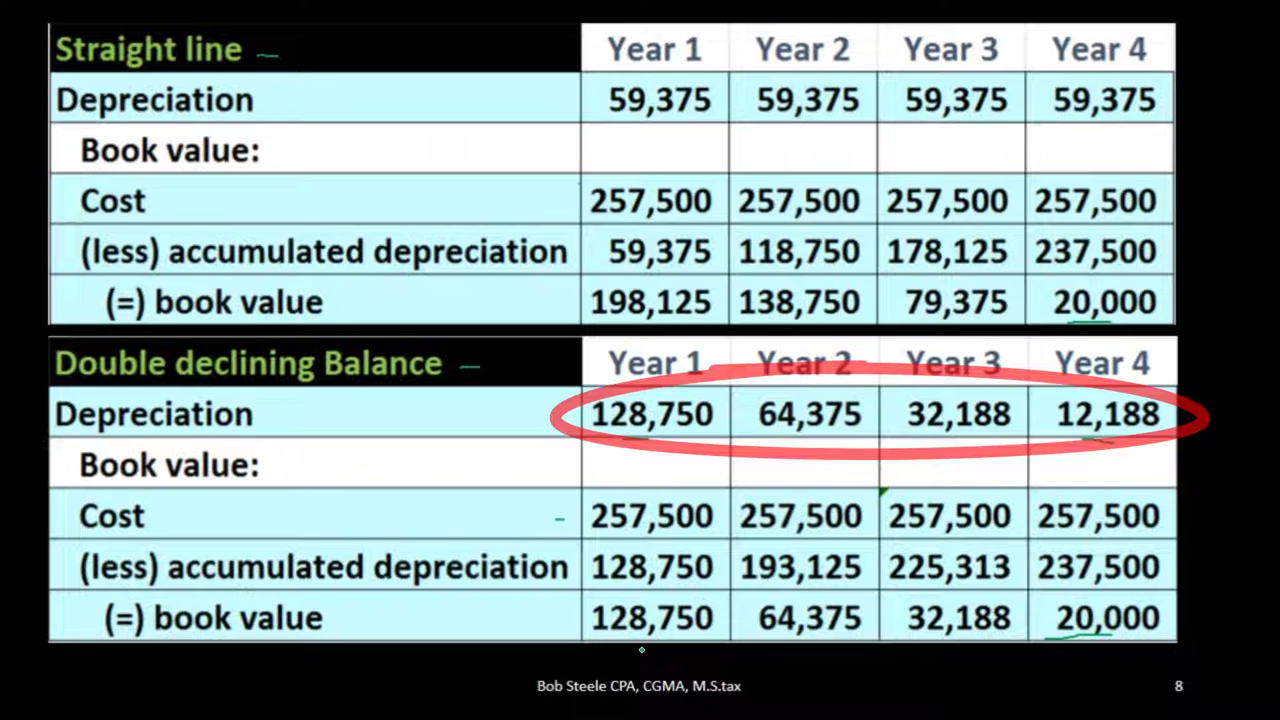 Straight line Year 1 Year 2 Year 3 Year 4
Depreciation 59,375 59,375 59,375 59,375
Book value:
Cost 257,500 257,500 257,500 257,500
(less) accumulated depreciation 59,375 118,750 178,125 237,500
(=) book value 198,125 138,750 79,375 20,000
Double declining Balance Year 1 Year 2 Year 3 Year 4
Depreciation 128,750 64,375 32,188 12,188
Book value:
Cost 257,500 257,500 257,500 257,500
(less) accumulated depreciation 128,750 193,125 225,313 237,500
(=) book value 128,750 64,375 32,188 20,000
Bob Steele CPA, CGMA, M.S.tax 8